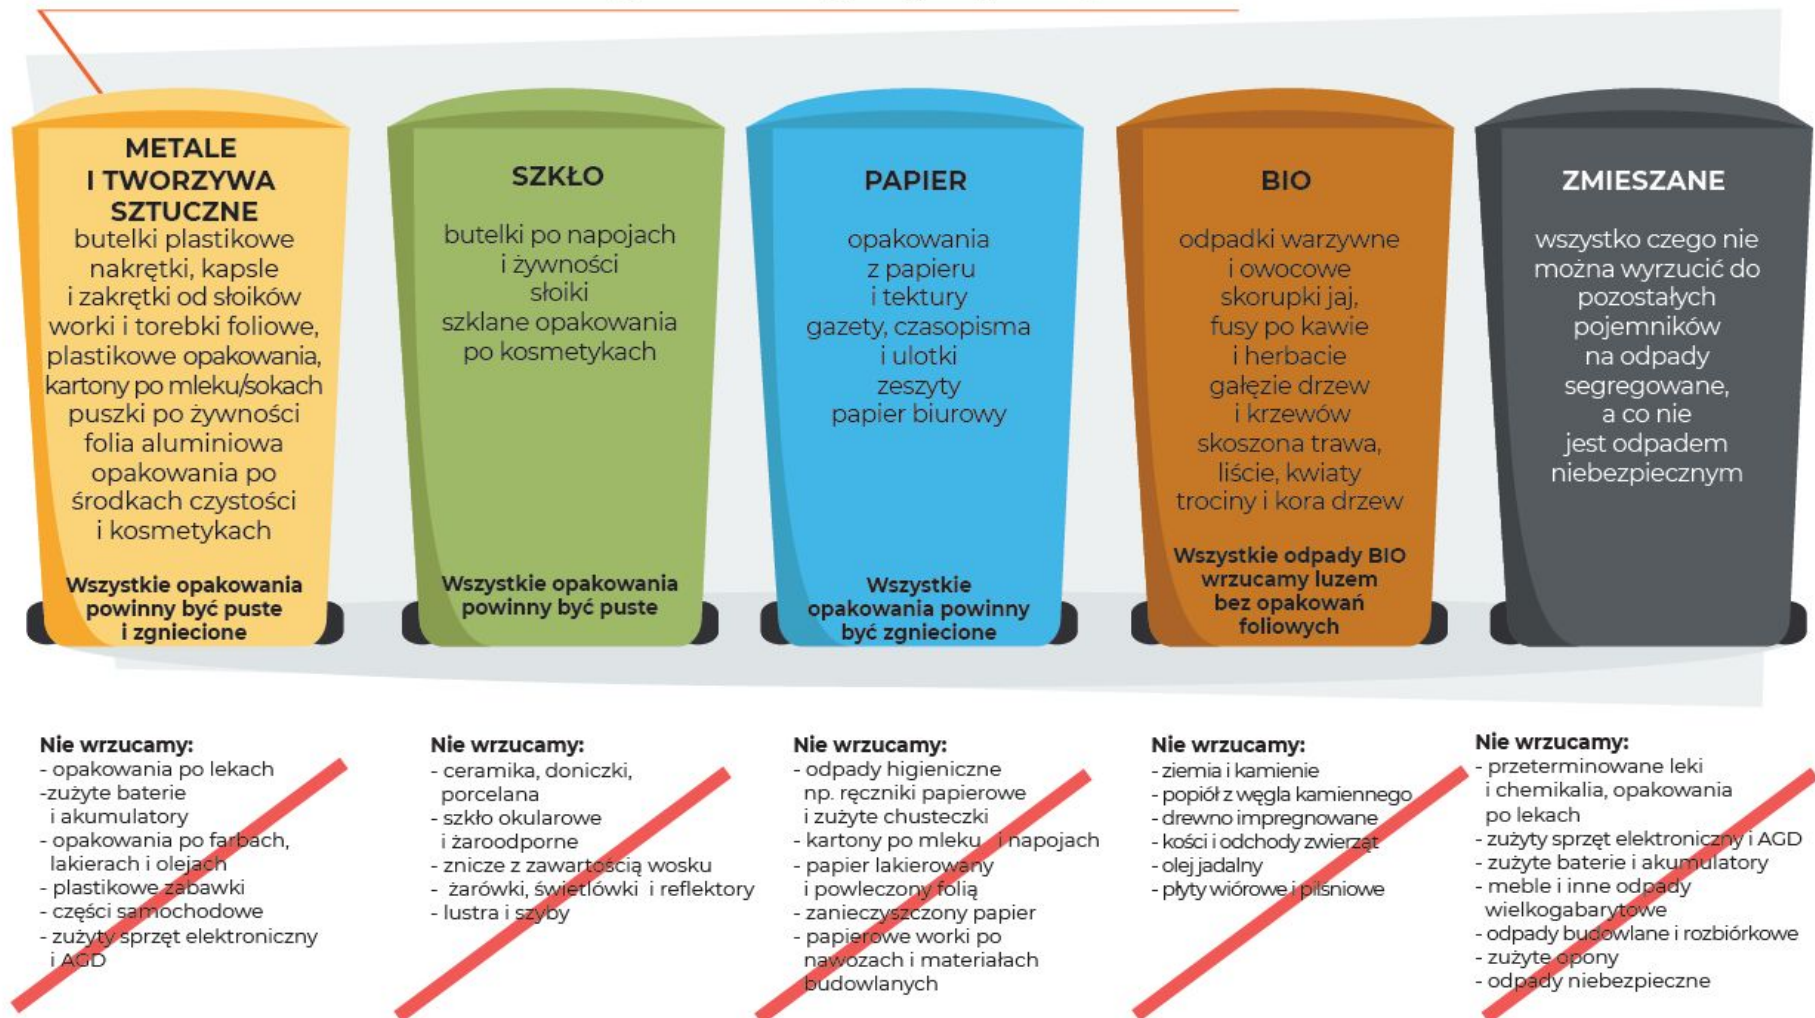 METALE
I TWORZYWA
SZTUCZNE
butelki plastikowe
nakrętki, kapsle
i zakrętki od słoików
worki i torebki foliowe,
plastikowe opakowania,
kartony po mleku/sokach
puszki po żywności
folia aluminiowa
opakowania po
środkach czystości
i kosmetykach
Wszystkie opakowania
powinny być puste
i zgniecione
SZKŁO
butelki po napojach
i żywności
słoiki
szklane opakowania
po kosmetykach
Wszystkie opakowania
powinny być puste
PAPIER
opakowania
z papieru
i tektury
gazety, czasopisma
i ulotki
zeszyty
papier biurowy
Wszystkie
opakowania powinny
być zgniecione
BIO
odpadki warzywne
i owocowe
skorupki jaj,
fusy po kawie
i herbacie
gałęzie drzew
i krzewów
skoszona trawa,
liście, kwiaty
trociny i kora drzew
Wszystkie odpady BIO
wrzucamy luzem
bez opakowań
foliowych
ZMIESZANE
wszystko czego nie
można wyrzucić do
pozostałych
pojemników
na odpady
segregowane,
a co nie
jest odpadem
niebezpiecznym
Nie wrzucamy:
- opakowania po lekach
-zużyte baterie
i akumulatory
- opakowania po farbach,
lakierach i olejach
- plastikowe zabawki
- części samochodowe
- zużyty sprzęt elektroniczny
i AGD
Nie wrzucamy:
- ceramika, doniczki,
porcelana
- szkło okularowe
i żaroodporne
- znicze z zawartością wosku
- żarówki, świetlówki i reflektory
- lustra i szyby
Nie wrzucamy:
- odpady higieniczne
np. ręczniki papierowe
i zużyte chusteczki
- kartony po mleku i napojach
- papier lakierowany
i powleczony folią
- zanieczyszczony papier
- papierowe worki po
nawozach i materiałach
budowlanych
Nie wrzucamy:
- ziemia i kamienie
- popiół z węgla kamiennego
- drewno impregnowane
- kości i odchody zwierząt
- olej jadalny
- płyty wiórowe i pilśniowe
Nie wrzucamy:
- przeterminowane leki
i chemikalia, opakowania
po lekach
- zużyty sprzęt elektroniczny i AGD
- zużyte baterie i akumulatory
- meble i inne odpady
wielkogabarytowe
- odpady budowlane i rozbiórkowe
- zużyte opony
- odpady niebezpieczne